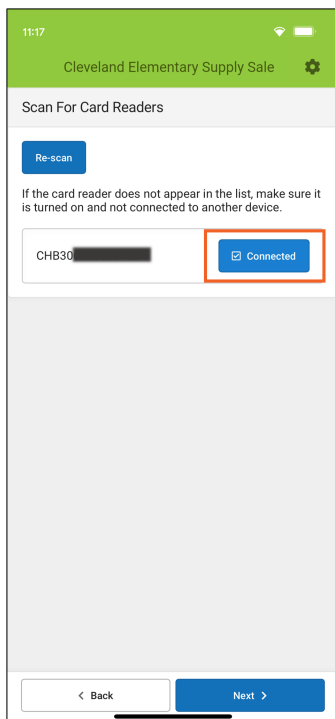 11:17
Cleveland Elementary Supply Sale
Scan For Card Readers
Re-scan
If the card reader does not appear in the list, make sure it
is turned on and not connected to another device.
CHB30
Connected
Back
Next